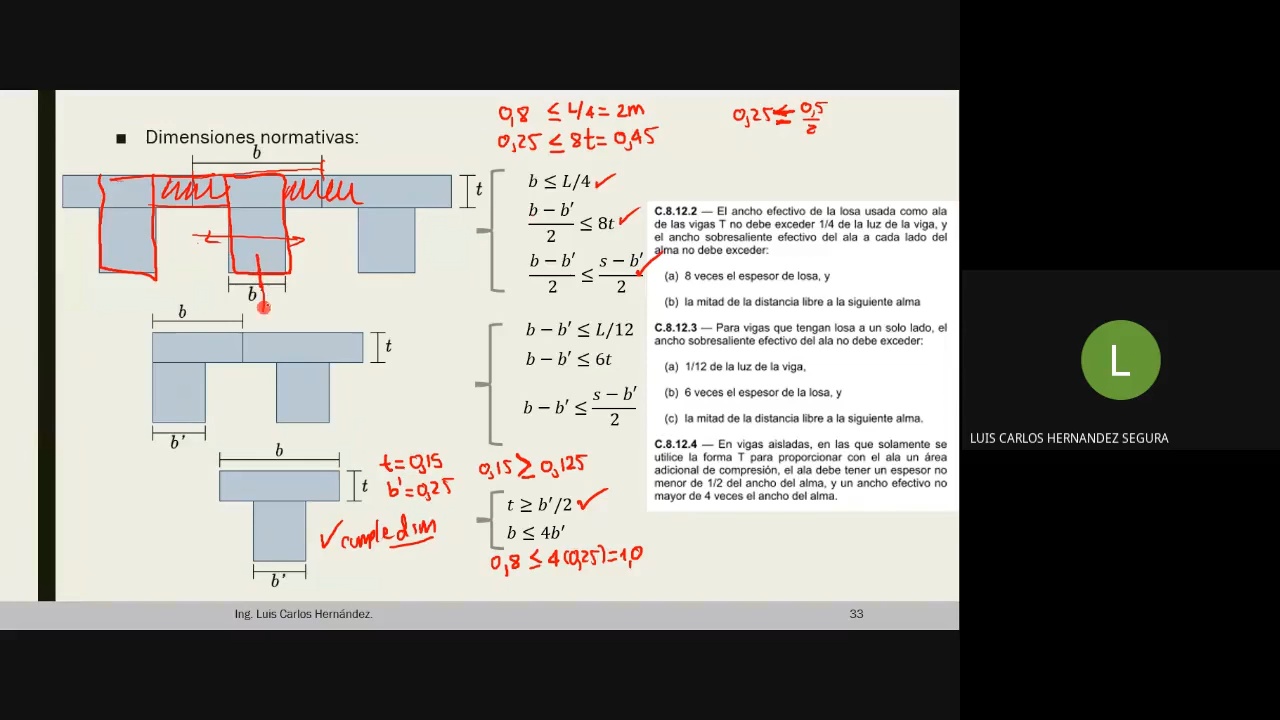 0,8 ≤ L/4 = 2m
0,25 ≤ 8t = 0,45
0,25 ≤ 0,5/2
■ Dimensiones normativas:
b
t
b'
b ≤ L/4 ✓
(b − b')/2 ≤ 8t ✓
(b − b')/2 ≤ (s − b')/2 ✓
C.8.12.2 — El ancho efectivo de la losa usada como ala
de las vigas T no debe exceder 1/4 de la luz de la viga, y
el ancho sobresaliente efectivo del ala a cada lado del
alma no debe exceder:
(a) 8 veces el espesor de losa, y
(b) la mitad de la distancia libre a la siguiente alma
b
t
b'
b − b' ≤ L/12
b − b' ≤ 6t
b − b' ≤ (s − b')/2
C.8.12.3 — Para vigas que tengan losa a un solo lado, el
ancho sobresaliente efectivo del ala no debe exceder:
(a) 1/12 de la luz de la viga,
(b) 6 veces el espesor de la losa, y
(c) la mitad de la distancia libre a la siguiente alma.
b
t
b'
t = 0,15
b' = 0,25
✓ cumple dim
0,15 ≥ 0,125
t ≥ b'/2 ✓
b ≤ 4b'
0,8 ≤ 4(0,25) = 1,0
C.8.12.4 — En vigas aisladas, en las que solamente se
utilice la forma T para proporcionar con el ala un área
adicional de compresión, el ala debe tener un espesor no
menor de 1/2 del ancho del alma, y un ancho efectivo no
mayor de 4 veces el ancho del alma.
Ing. Luis Carlos Hernández.
33
L
LUIS CARLOS HERNANDEZ SEGURA